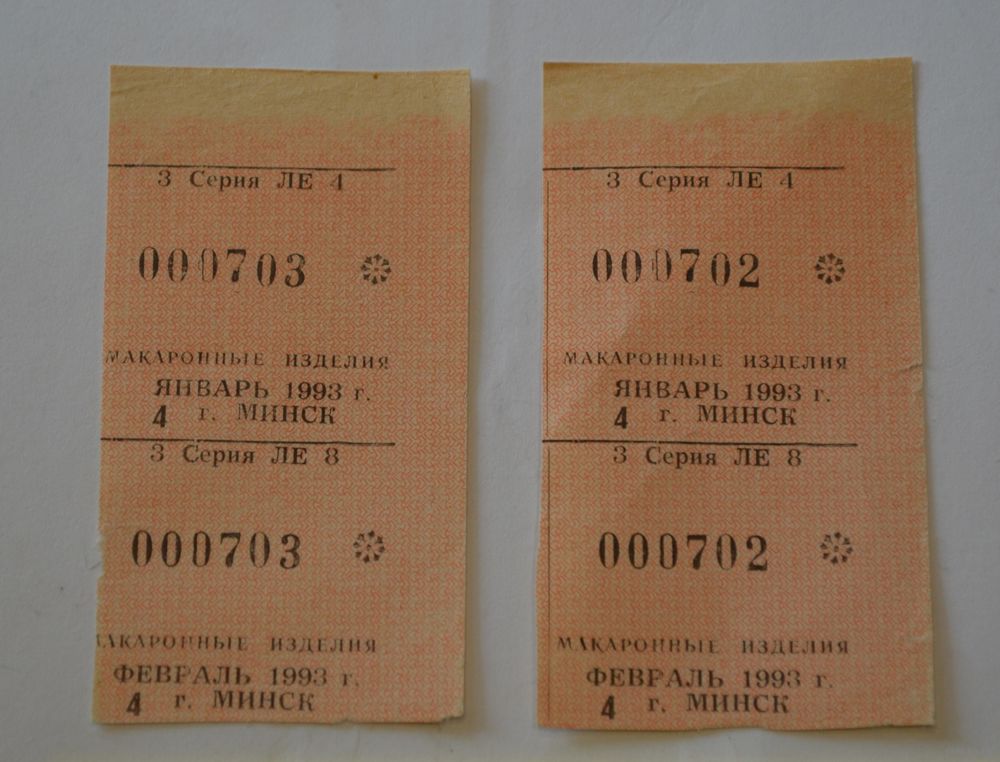 3 Серия ЛЕ 4
000703
МАКАРОННЫЕ ИЗДЕЛИЯ
ЯНВАРЬ 1993 г.
4 г. МИНСК
3 Серия ЛЕ 8
000703
МАКАРОННЫЕ ИЗДЕЛИЯ
ФЕВРАЛЬ 1993 г.
4 г. МИНСК
3 Серия ЛЕ 4
000702
МАКАРОННЫЕ ИЗДЕЛИЯ
ЯНВАРЬ 1993 г.
4 г. МИНСК
3 Серия ЛЕ 8
000702
МАКАРОННЫЕ ИЗДЕЛИЯ
ФЕВРАЛЬ 1993 г.
4 г. МИНСК